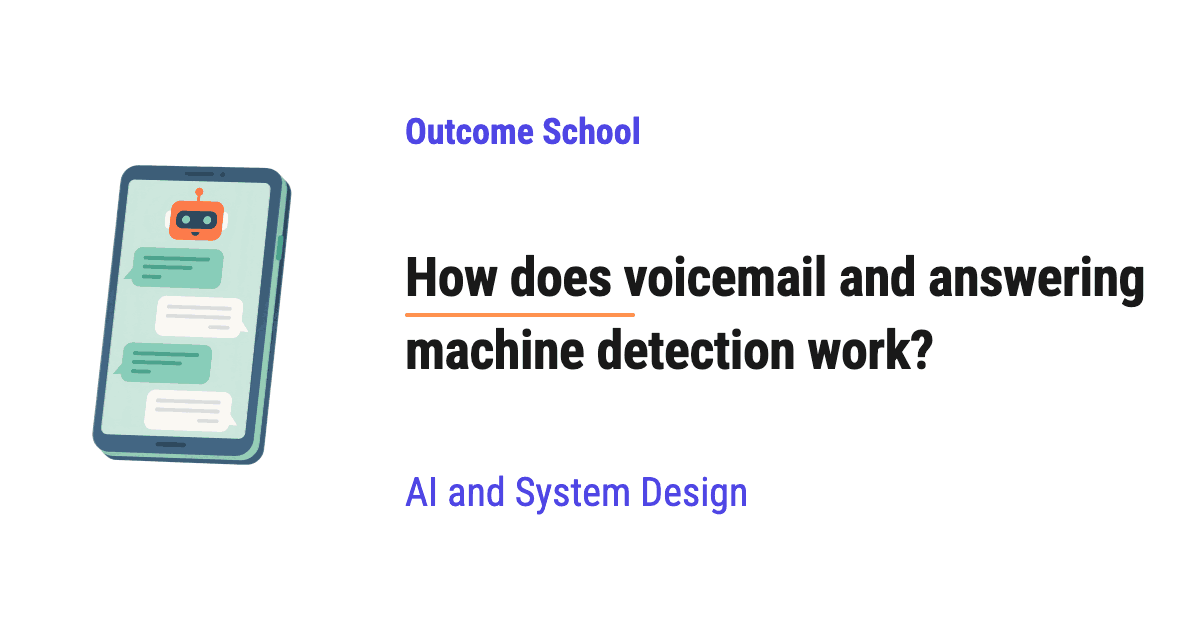 Outcome School
How does voicemail and answering
machine detection work?
AI and System Design